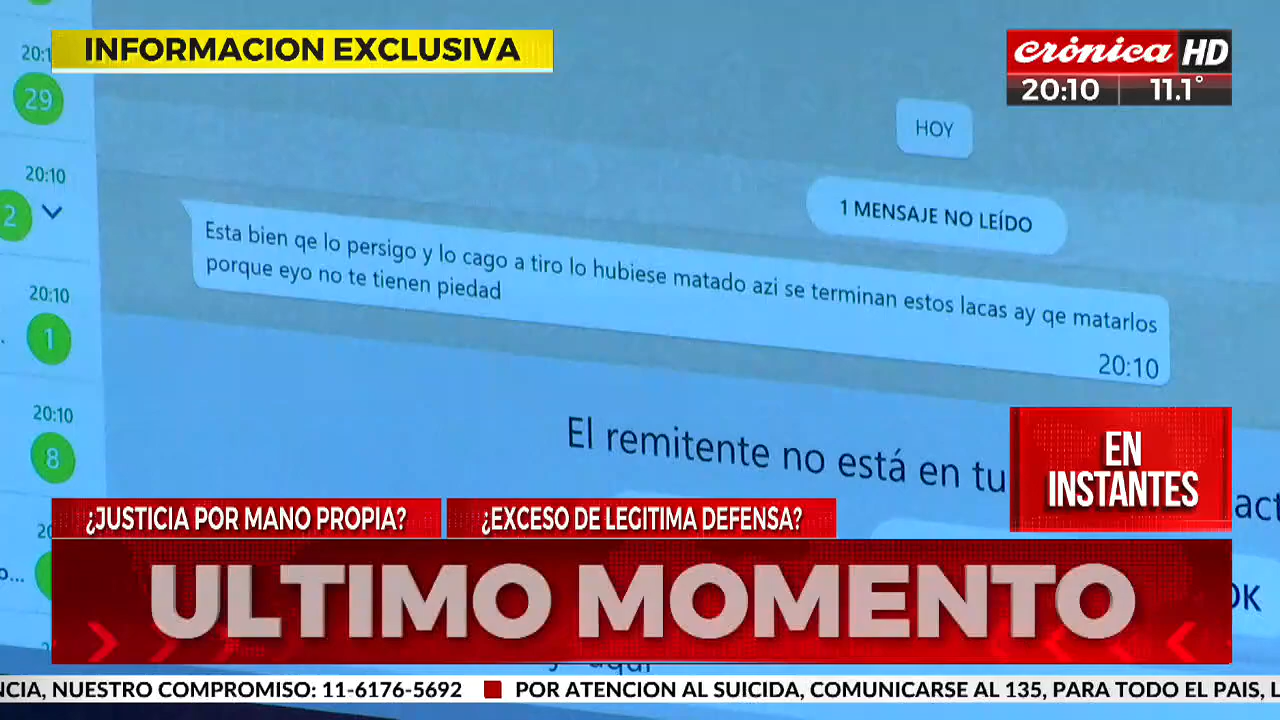 INFORMACION EXCLUSIVA
crónica HD
20:10 11.1°
29
20:10
2
20:10
1
20:10
8
HOY
1 MENSAJE NO LEÍDO
Esta bien qe lo persigo y lo cago a tiro lo hubiese matado azi se terminan estos lacas ay qe matarlos
porque eyo no te tienen piedad
20:10
El remitente no está en tu
EN
INSTANTES
¿JUSTICIA POR MANO PROPIA? ¿EXCESO DE LEGITIMA DEFENSA?
ULTIMO MOMENTO
NUESTRO COMPROMISO: 11-6176-5692 POR ATENCION AL SUICIDA, COMUNICARSE AL 135, PARA TODO EL PAIS,